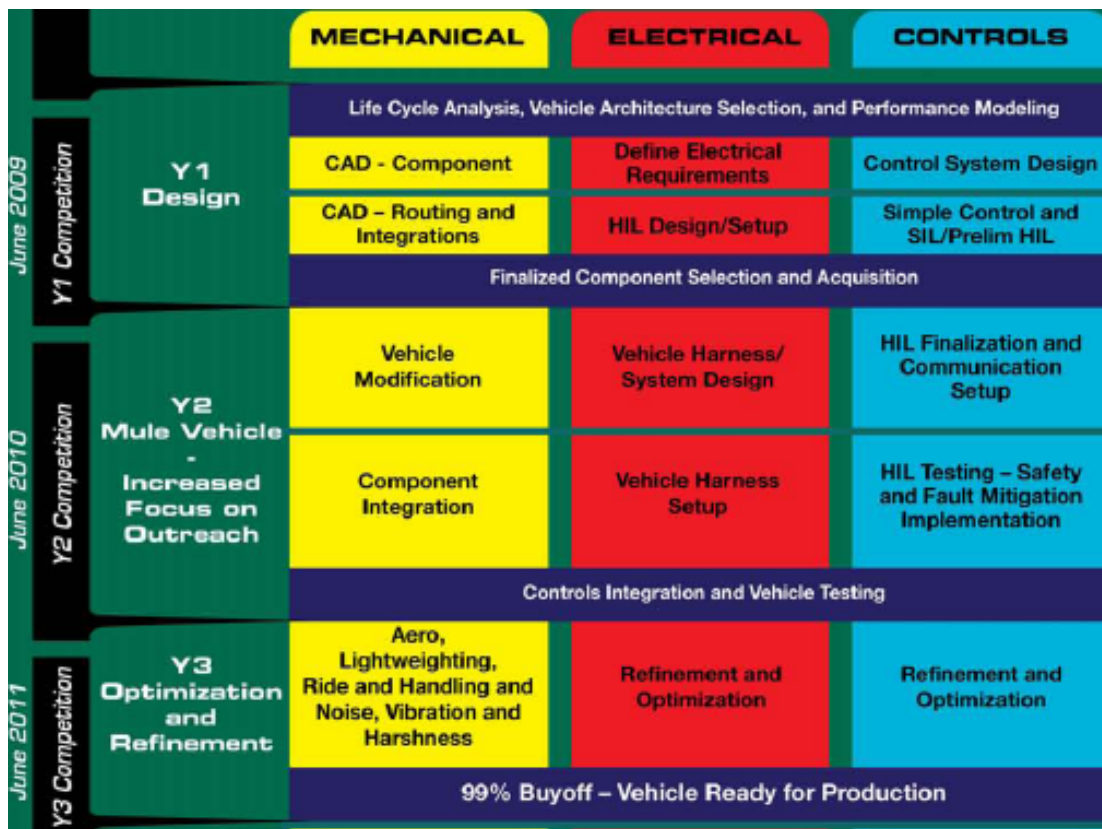 MECHANICAL
ELECTRICAL
CONTROLS
Life Cycle Analysis, Vehicle Architecture Selection, and Performance Modeling
June 2009
Y1 Competition
Y1
Design
CAD - Component
Define Electrical
Requirements
Control System Design
CAD – Routing and
Integrations
HIL Design/Setup
Simple Control and
SIL/Prelim HIL
Finalized Component Selection and Acquisition
June 2010
Y2 Competition
Y2
Mule Vehicle
-
Increased
Focus on
Outreach
Vehicle
Modification
Vehicle Harness/
System Design
HIL Finalization and
Communication
Setup
Component
Integration
Vehicle Harness
Setup
HIL Testing – Safety
and Fault Mitigation
Implementation
Controls Integration and Vehicle Testing
June 2011
Y3 Competition
Y3
Optimization
and
Refinement
Aero,
Lightweighting,
Ride and Handling and
Noise, Vibration and
Harshness
Refinement and
Optimization
Refinement and
Optimization
99% Buyoff – Vehicle Ready for Production